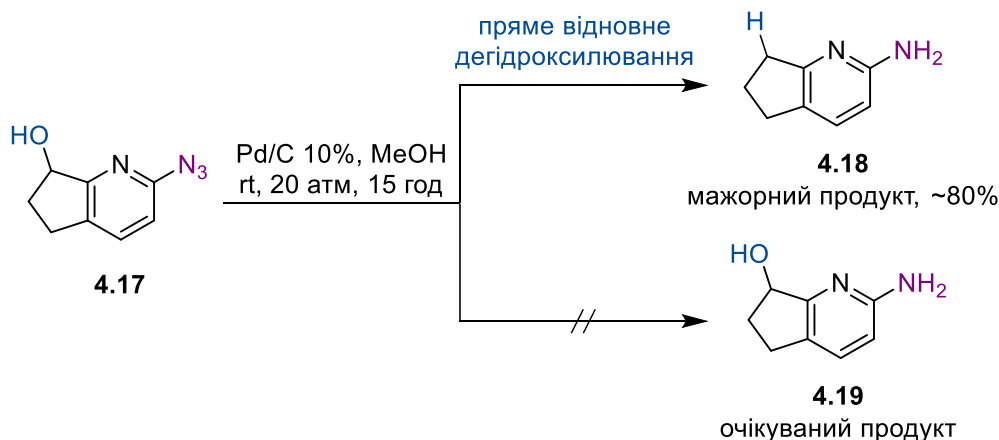 HO
N
N3
4.17
Pd/C 10%, MeOH
rt, 20 атм, 15 год
пряме відновне
дегідроксилювання
H
N
NH2
4.18
мажорний продукт, ~80%
HO
N
NH2
4.19
очікуваний продукт